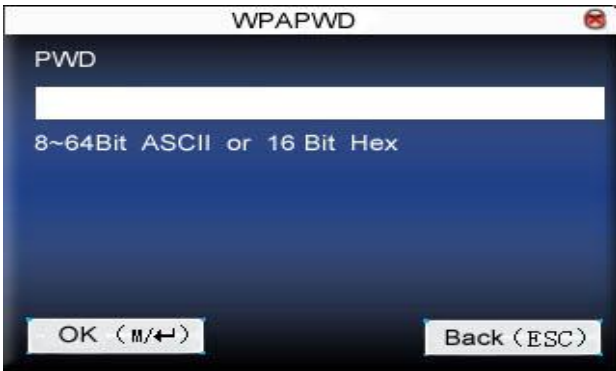 WPAPWD
PWD
8~64Bit ASCII or 16 Bit Hex
OK (M/↵)
Back (ESC)